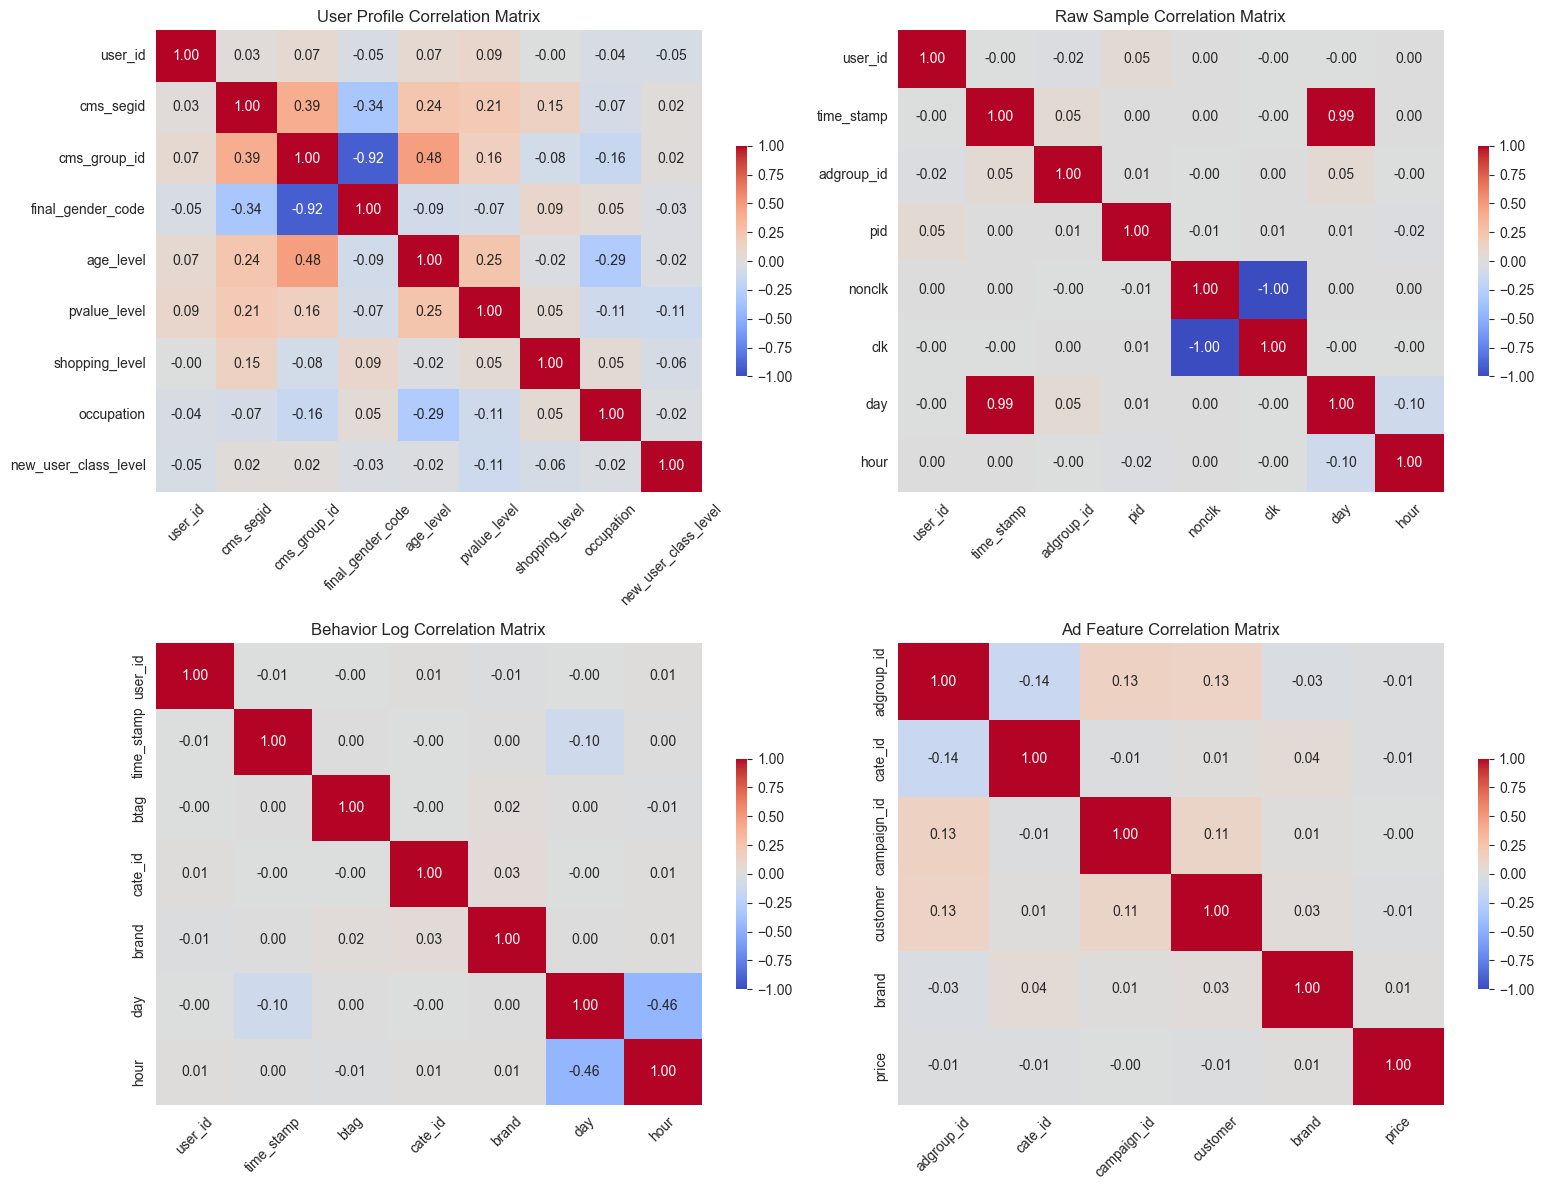 User Profile Correlation Matrix
user_id 1.00 0.03 0.07 -0.05 0.07 0.09 -0.00 -0.04 -0.05
cms_segid 0.03 1.00 0.39 -0.34 0.24 0.21 0.15 -0.07 0.02
cms_group_id 0.07 0.39 1.00 -0.92 0.48 0.16 -0.08 -0.16 0.02
final_gender_code -0.05 -0.34 -0.92 1.00 -0.09 -0.07 0.09 0.05 -0.03
age_level 0.07 0.24 0.48 -0.09 1.00 0.25 -0.02 -0.29 -0.02
pvalue_level 0.09 0.21 0.16 -0.07 0.25 1.00 0.05 -0.11 -0.11
shopping_level -0.00 0.15 -0.08 0.09 -0.02 0.05 1.00 0.05 -0.06
occupation -0.04 -0.07 -0.16 0.05 -0.29 -0.11 0.05 1.00 -0.02
new_user_class_level -0.05 0.02 0.02 -0.03 -0.02 -0.11 -0.06 -0.02 1.00
user_id cms_segid cms_group_id final_gender_code age_level pvalue_level shopping_level occupation new_user_class_level
1.00
0.75
0.50
0.25
0.00
−0.25
−0.50
−0.75
−1.00
Raw Sample Correlation Matrix
user_id 1.00 -0.00 -0.02 0.05 0.00 -0.00 -0.00 0.00
time_stamp -0.00 1.00 0.05 0.00 0.00 -0.00 0.99 0.00
adgroup_id -0.02 0.05 1.00 0.01 -0.00 0.00 0.05 -0.00
pid 0.05 0.00 0.01 1.00 -0.01 0.01 0.01 -0.02
nonclk 0.00 0.00 -0.00 -0.01 1.00 -1.00 0.00 0.00
clk -0.00 -0.00 0.00 0.01 -1.00 1.00 -0.00 -0.00
day -0.00 0.99 0.05 0.01 0.00 -0.00 1.00 -0.10
hour 0.00 0.00 -0.00 -0.02 0.00 -0.00 -0.10 1.00
user_id time_stamp adgroup_id pid nonclk clk day hour
1.00
0.75
0.50
0.25
0.00
−0.25
−0.50
−0.75
−1.00
Behavior Log Correlation Matrix
user_id 1.00 -0.01 -0.00 0.01 -0.01 -0.00 0.01
time_stamp -0.01 1.00 0.00 -0.00 0.00 -0.10 0.00
btag -0.00 0.00 1.00 -0.00 0.02 0.00 -0.01
cate_id 0.01 -0.00 -0.00 1.00 0.03 -0.00 0.01
brand -0.01 0.00 0.02 0.03 1.00 0.00 0.01
day -0.00 -0.10 0.00 -0.00 0.00 1.00 -0.46
hour 0.01 0.00 -0.01 0.01 0.01 -0.46 1.00
user_id time_stamp btag cate_id brand day hour
1.00
0.75
0.50
0.25
0.00
−0.25
−0.50
−0.75
−1.00
Ad Feature Correlation Matrix
adgroup_id 1.00 -0.14 0.13 0.13 -0.03 -0.01
cate_id -0.14 1.00 -0.01 0.01 0.04 -0.01
campaign_id 0.13 -0.01 1.00 0.11 0.01 -0.00
customer 0.13 0.01 0.11 1.00 0.03 -0.01
brand -0.03 0.04 0.01 0.03 1.00 0.01
price -0.01 -0.01 -0.00 -0.01 0.01 1.00
adgroup_id cate_id campaign_id customer brand price
1.00
0.75
0.50
0.25
0.00
−0.25
−0.50
−0.75
−1.00